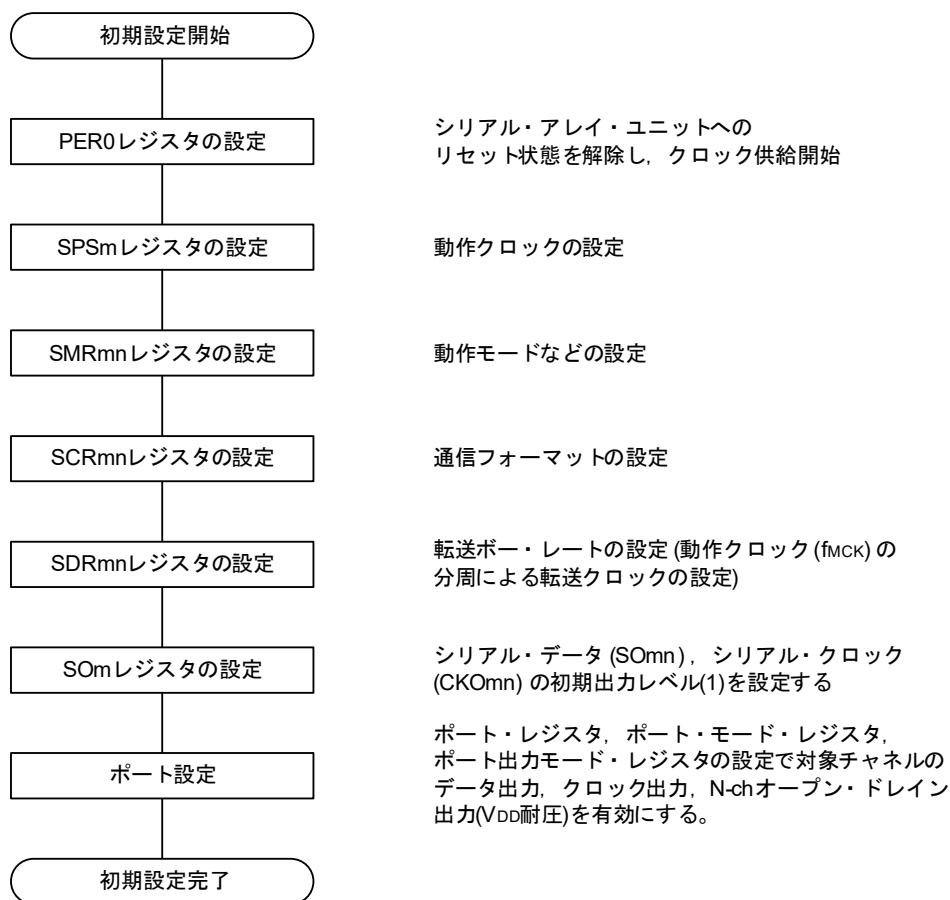 初期設定開始
PER0レジスタの設定
シリアル・アレイ・ユニットへの
リセット状態を解除し，クロック供給開始
SPSmレジスタの設定
動作クロックの設定
SMRmnレジスタの設定
動作モードなどの設定
SCRmnレジスタの設定
通信フォーマットの設定
SDRmnレジスタの設定
転送ボー・レートの設定 (動作クロック (fMCK) の
分周による転送クロックの設定)
SOmレジスタの設定
シリアル・データ (SOmn) ，シリアル・クロック
(CKOmn) の初期出力レベル(1)を設定する
ポート設定
ポート・レジスタ，ポート・モード・レジスタ，
ポート出力モード・レジスタの設定で対象チャネルの
データ出力，クロック出力，N-chオープン・ドレイン
出力(VDD耐圧)を有効にする。
初期設定完了